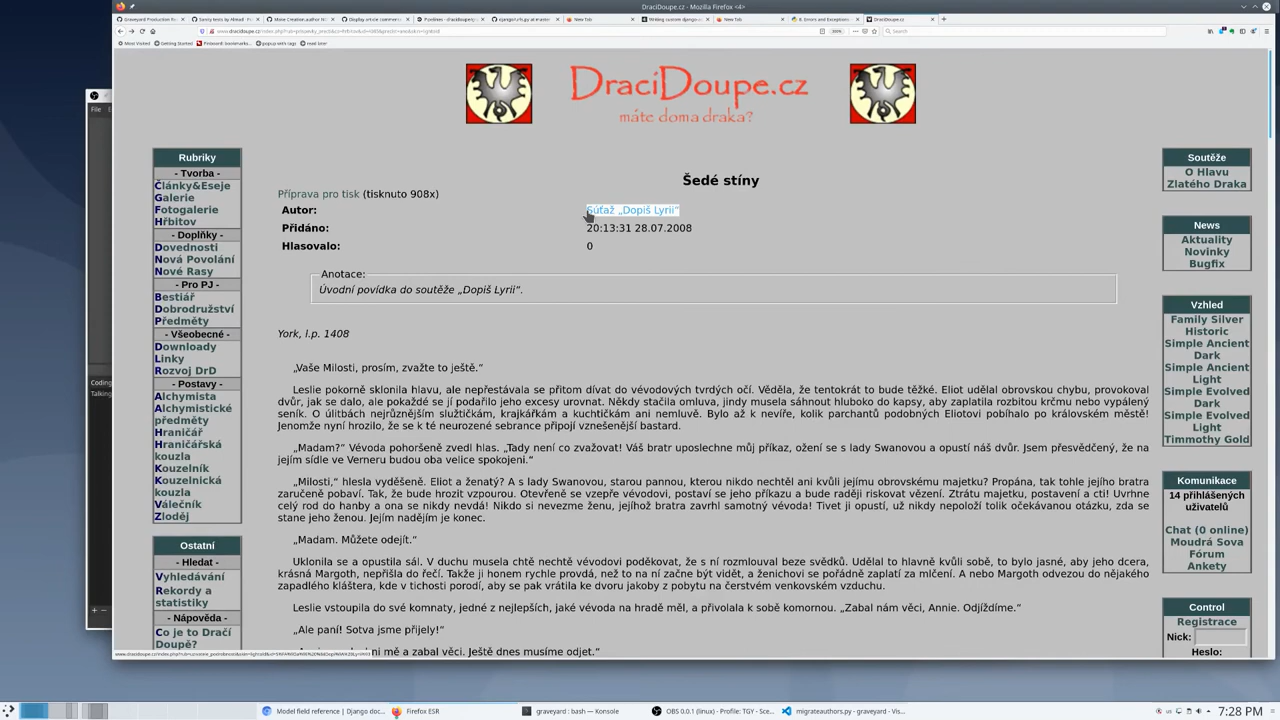 DraciDoupe.cz - Mozilla Firefox <4>
New Tab
New Tab
DraciDoupe.cz
Most Visited
Getting Started
Search
File
DraciDoupe.cz
máte doma draka?
Rubriky
- Tvorba -
Články&Eseje
Galerie
Fotogalerie
Hřbitov
- Doplňky -
Dovednosti
Nová Povolání
Nové Rasy
- Pro PJ -
Bestiář
Dobrodružství
Předměty
- Všeobecné -
Downloady
Linky
Rozvoj DrD
- Postavy -
Alchymista
Alchymistické
předměty
Hraničář
Hraničářská
kouzla
Kouzelník
Kouzelnická
kouzla
Válečník
Zloděj
Ostatní
- Hledat -
Vyhledávání
Rekordy a
statistiky
- Nápověda -
Co je to Dračí
Doupě?
Coding
Talking
Šedé stíny
Příprava pro tisk (tisknuto 908x)
Autor: Súťaž „Dopiš Lyrii“
Přidáno: 20:13:31 28.07.2008
Hlasovalo: 0
Anotace:
Úvodní povídka do soutěže „Dopiš Lyrii“.
York, l.p. 1408
„Vaše Milosti, prosím, zvažte to ještě.“
Leslie pokorně sklonila hlavu, ale nepřestávala se přitom dívat do vévodových tvrdých očí. Věděla, že tentokrát to bude těžké. Eliot udělal obrovskou chybu, provokoval
dvůr, jak se dalo, ale pokaždé se jí podařilo jeho excesy urovnat. Někdy stačila omluva, jindy musela sáhnout hluboko do kapsy, aby zaplatila rozbitou krčmu nebo vypálený
seník. O úlitbách nejrůznějším služtičkám, krajkářkám a kuchtičkám ani nemluvě. Bylo až k nevíře, kolik parchantů podobných Eliotovi pobíhalo po královském městě!
Jenomže nyní hrozilo, že se k té neurozené sebrance připojí vznešenější bastard.
„Madam?“ Vévoda pohoršeně zvedl hlas. „Tady není co zvažovat! Váš bratr uposlechne můj příkaz, ožení se s lady Swanovou a opustí náš dvůr. Jsem přesvědčený, že na
jejím sídle ve Verneru budou oba velice spokojeni.“
„Milosti,“ hlesla vyděšeně. Eliot a ženatý? A s lady Swanovou, starou pannou, kterou nikdo nechtěl ani kvůli jejímu obrovskému majetku? Propána, tak tohle jejího bratra
zaručeně pobaví. Tak, že bude hrozit vzpourou. Otevřeně se vzepře vévodovi, postaví se jeho příkazu a bude raději riskovat vězení. Ztrátu majetku, postavení a cti! Uvrhne
celý rod do hanby a ona se nikdy nevdá! Nikdo si nevezme ženu, jejíhož bratra zavrhl samotný vévoda! Tivet ji opustí, už nikdy nepoloží tolik očekávanou otázku, zda se
stane jeho ženou. Jejím nadějím je konec.
„Madam. Můžete odejít.“
Uklonila se a opustila sál. V duchu musela chtě nechtě vévodovi poděkovat, že s ní rozmlouval beze svědků. Udělal to hlavně kvůli sobě, to bylo jasné, aby jeho dcera,
krásná Margoth, nepřišla do řečí. Takže ji honem rychle provdá, než to na ní začne být vidět, a ženichovi se pořádně zaplatí za mlčení. A nebo Margoth odvezou do nějakého
zapadlého kláštera, kde v tichosti porodí, aby se pak vrátila ke dvoru jakoby z pobytu na čerstvém venkovském vzduchu.
Leslie vstoupila do své komnaty, jedné z nejlepších, jaké vévoda na hradě měl, a přivolala k sobě komornou. „Zabal nám věci, Annie. Odjíždíme.“
„Ale paní! Sotva jsme přijely!“
mi mě a zabal věci. Ještě dnes musíme odjet.“
Soutěže
O Hlavu
Zlatého Draka
News
Aktuality
Novinky
Bugfix
Vzhled
Family Silver
Historic
Simple Ancient
Dark
Simple Ancient
Light
Simple Evolved
Dark
Simple Evolved
Light
Timmothy Gold
Komunikace
14 přihlášených
uživatelů
Chat (0 online)
Moudrá Sova
Fórum
Ankety
Control
Registrace
Nick:
Heslo:
Model field reference | Django doc...
Firefox ESR
graveyard : bash — Konsole
OBS 0.0.1 (linux) - Profile: TGY - Sce...
migrateauthors.py - graveyard - Vis...
7:28 PM